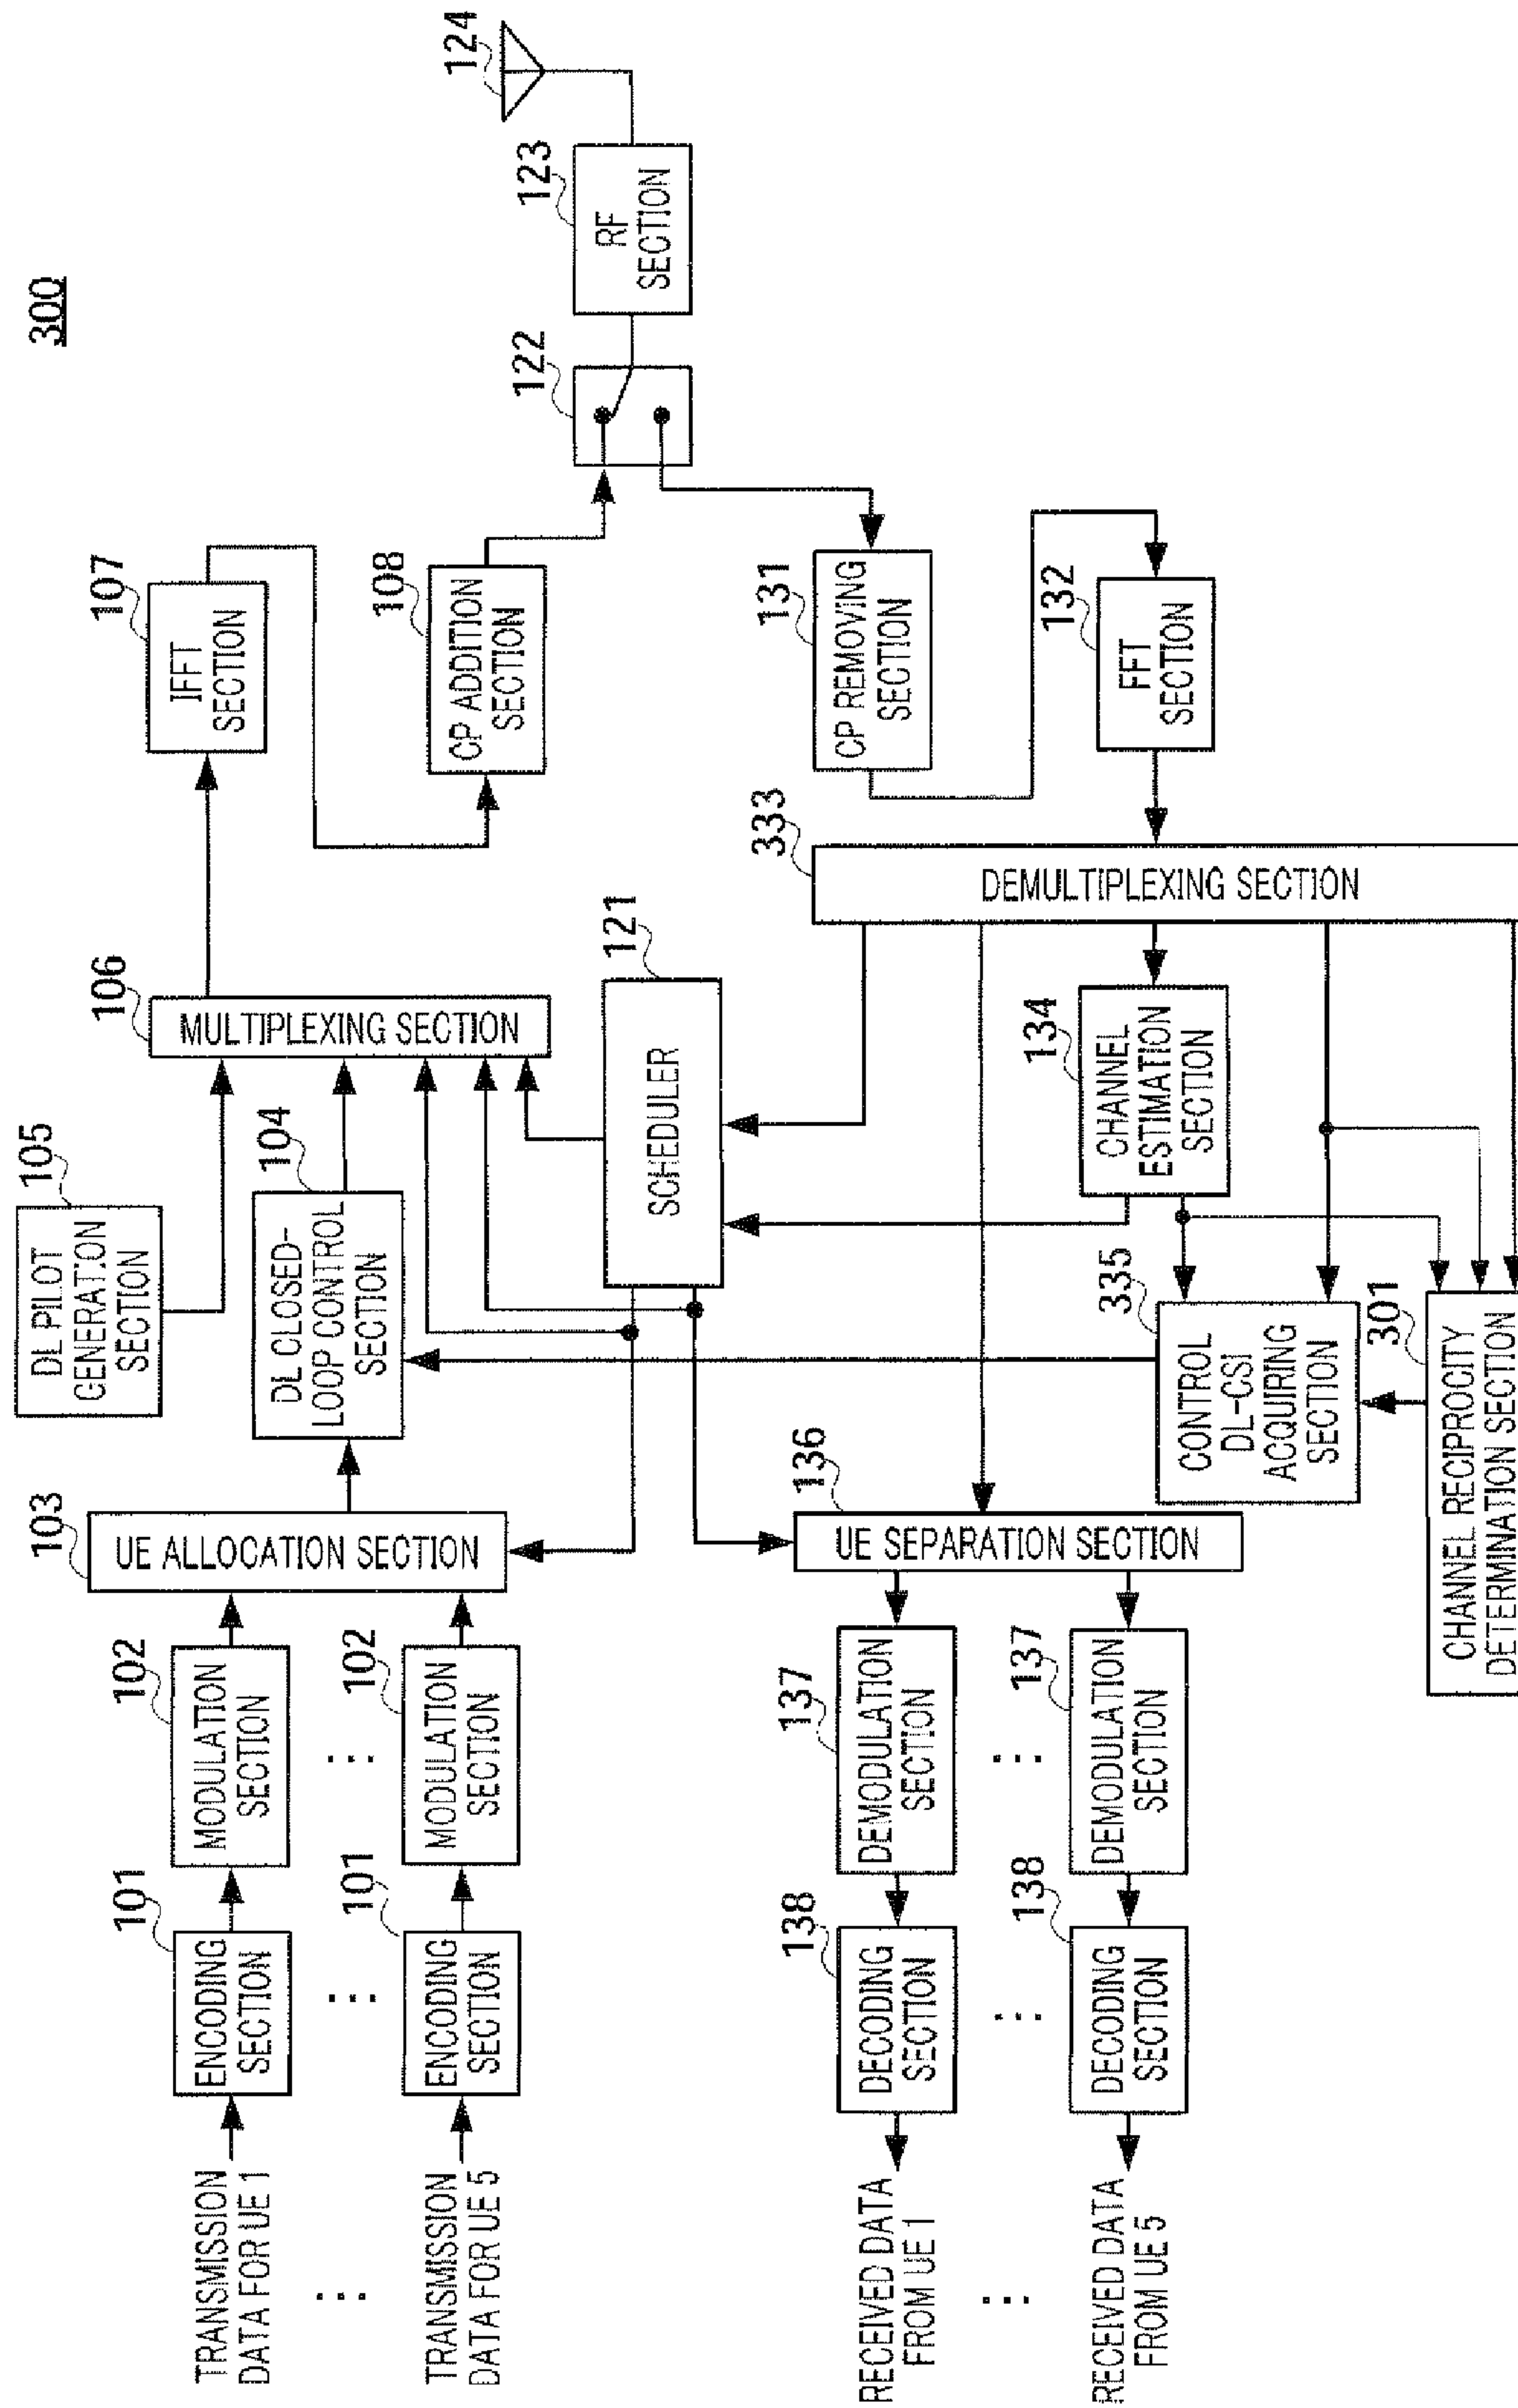 300
TRANSMISSION
DATA FOR UE 1
101
ENCODING
SECTION
102
MODULATION
SECTION
...
...
...
TRANSMISSION
DATA FOR UE 5
101
ENCODING
SECTION
102
MODULATION
SECTION
103
UE ALLOCATION SECTION
105
DL PILOT
GENERATION
SECTION
104
DL CLOSED-
LOOP CONTROL
SECTION
106
MULTIPLEXING SECTION
107
IFFT
SECTION
108
CP ADDITION
SECTION
122
123
RF
SECTION
124
121
SCHEDULER
131
CP REMOVING
SECTION
132
FFT
SECTION
333
DEMULTIPLEXING SECTION
134
CHANNEL
ESTIMATION
SECTION
335
CONTROL
DL-CSI
ACQUIRING
SECTION
301
CHANNEL RECIPROCITY
DETERMINATION SECTION
136
UE SEPARATION SECTION
137
DEMODULATION
SECTION
138
DECODING
SECTION
RECEIVED DATA
FROM UE 1
...
...
...
137
DEMODULATION
SECTION
138
DECODING
SECTION
RECEIVED DATA
FROM UE 5